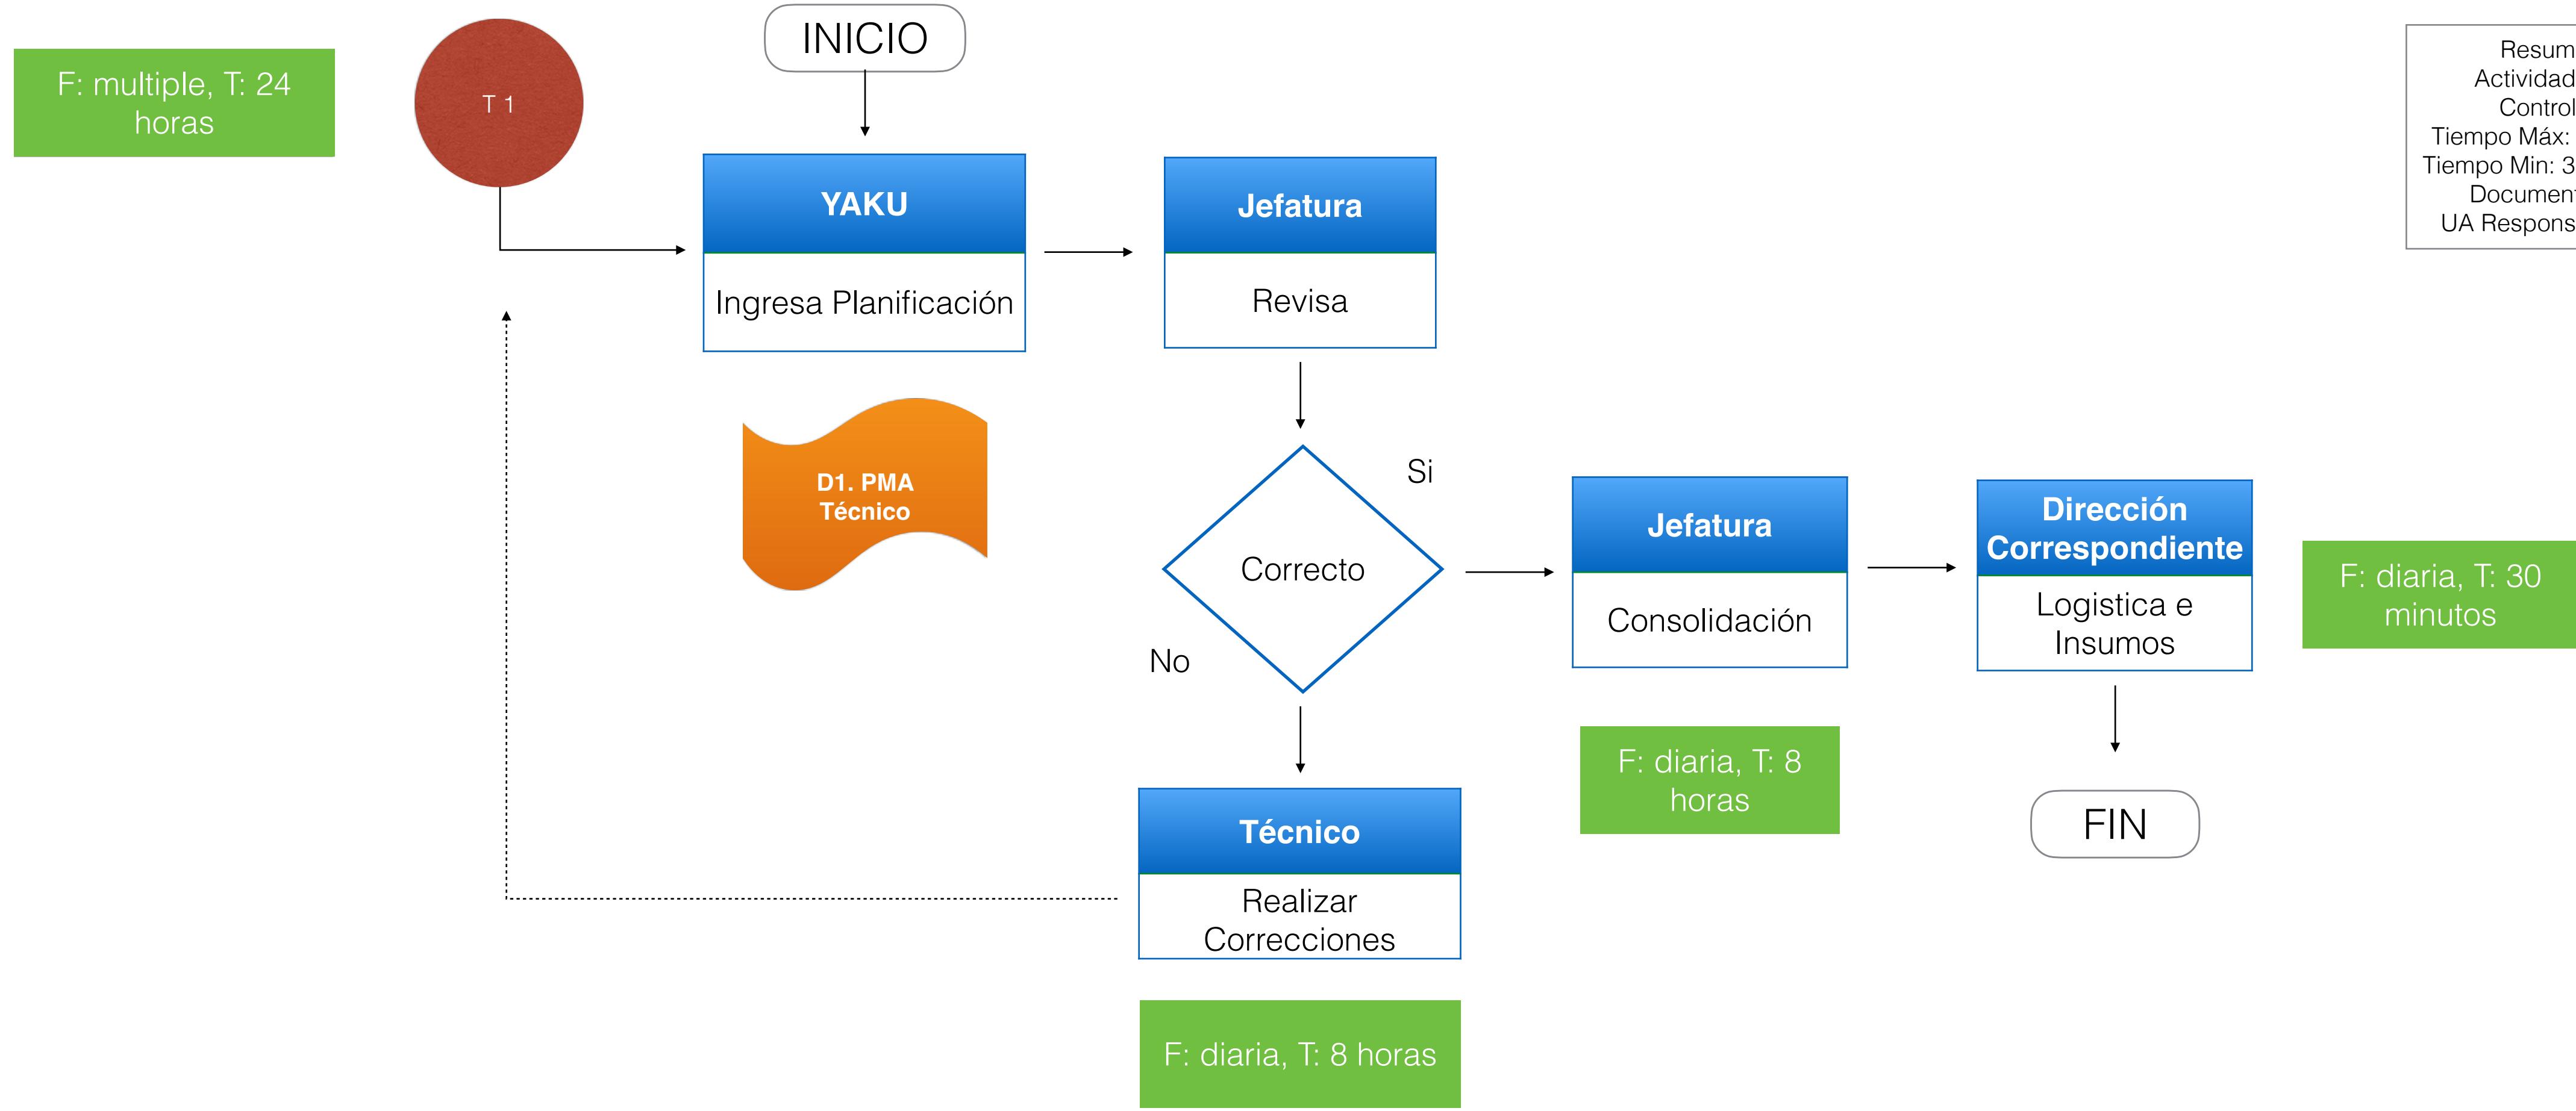 INICIO
F: multiple, T: 24
horas
T 1
YAKU
Ingresa Planificación
Jefatura
Revisa
Resum
Actividad
Control
Tiempo Máx:
Tiempo Min: 3
Document
UA Respons
D1. PMA
Técnico
Si
Correcto
No
Jefatura
Consolidación
Dirección
Correspondiente
Logistica e
Insumos
F: diaria, T: 30
minutos
F: diaria, T: 8
horas
FIN
Técnico
Realizar
Correcciones
F: diaria, T: 8 horas